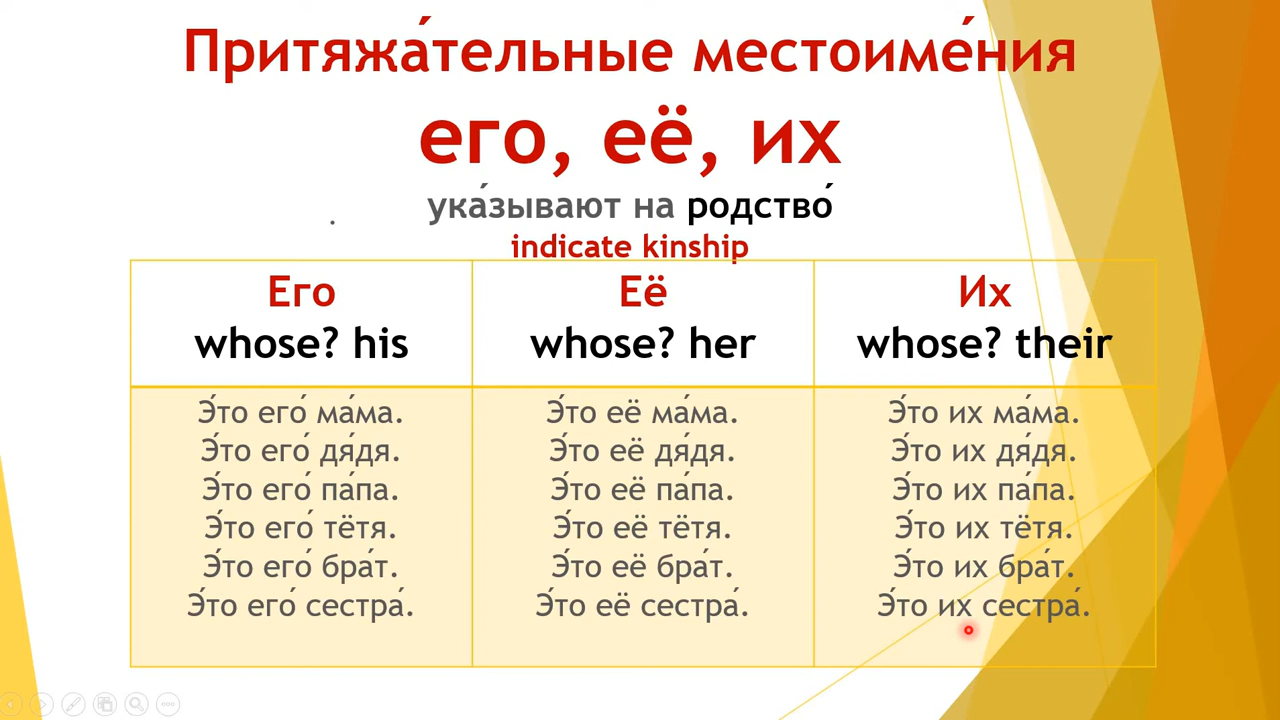 Притяжа́тельные местоиме́ния
его, её, их
ука́зывают на родство́
indicate kinship
Его Её Их
whose? his whose? her whose? their
Э́то его́ ма́ма. Э́то её ма́ма. Э́то их ма́ма.
Э́то его́ дя́дя. Э́то её дя́дя. Э́то их дя́дя.
Э́то его́ па́па. Э́то её па́па. Э́то их па́па.
Э́то его́ тётя. Э́то её тётя. Э́то их тётя.
Э́то его́ бра́т. Э́то её бра́т. Э́то их бра́т.
Э́то его́ сестра́. Э́то её сестра́. Э́то их сестра́.